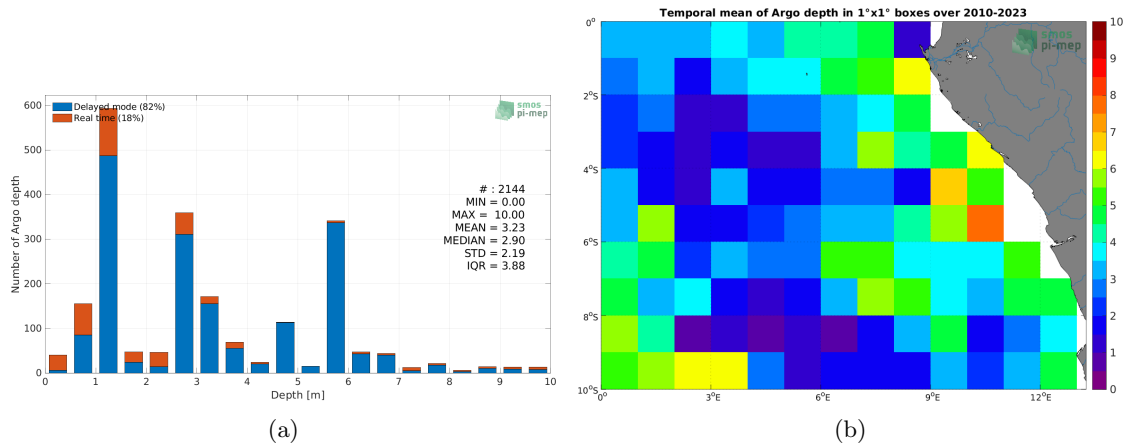 Delayed mode (82%)
Real time (18%)
smos
pi-mep
600
500
400
300
200
100
0
Number of Argo depth
# : 2144
MIN = 0.00
MAX = 10.00
MEAN = 3.23
MEDIAN = 2.90
STD = 2.19
IQR = 3.88
0 1 2 3 4 5 6 7 8 9 10
Depth [m]
(a)
Temporal mean of Argo depth in 1°x1° boxes over 2010-2023
smos
pi-mep
0°
2°S
4°S
6°S
8°S
10°S
0° 3°E 6°E 9°E 12°E
10
9
8
7
6
5
4
3
2
1
0
(b)